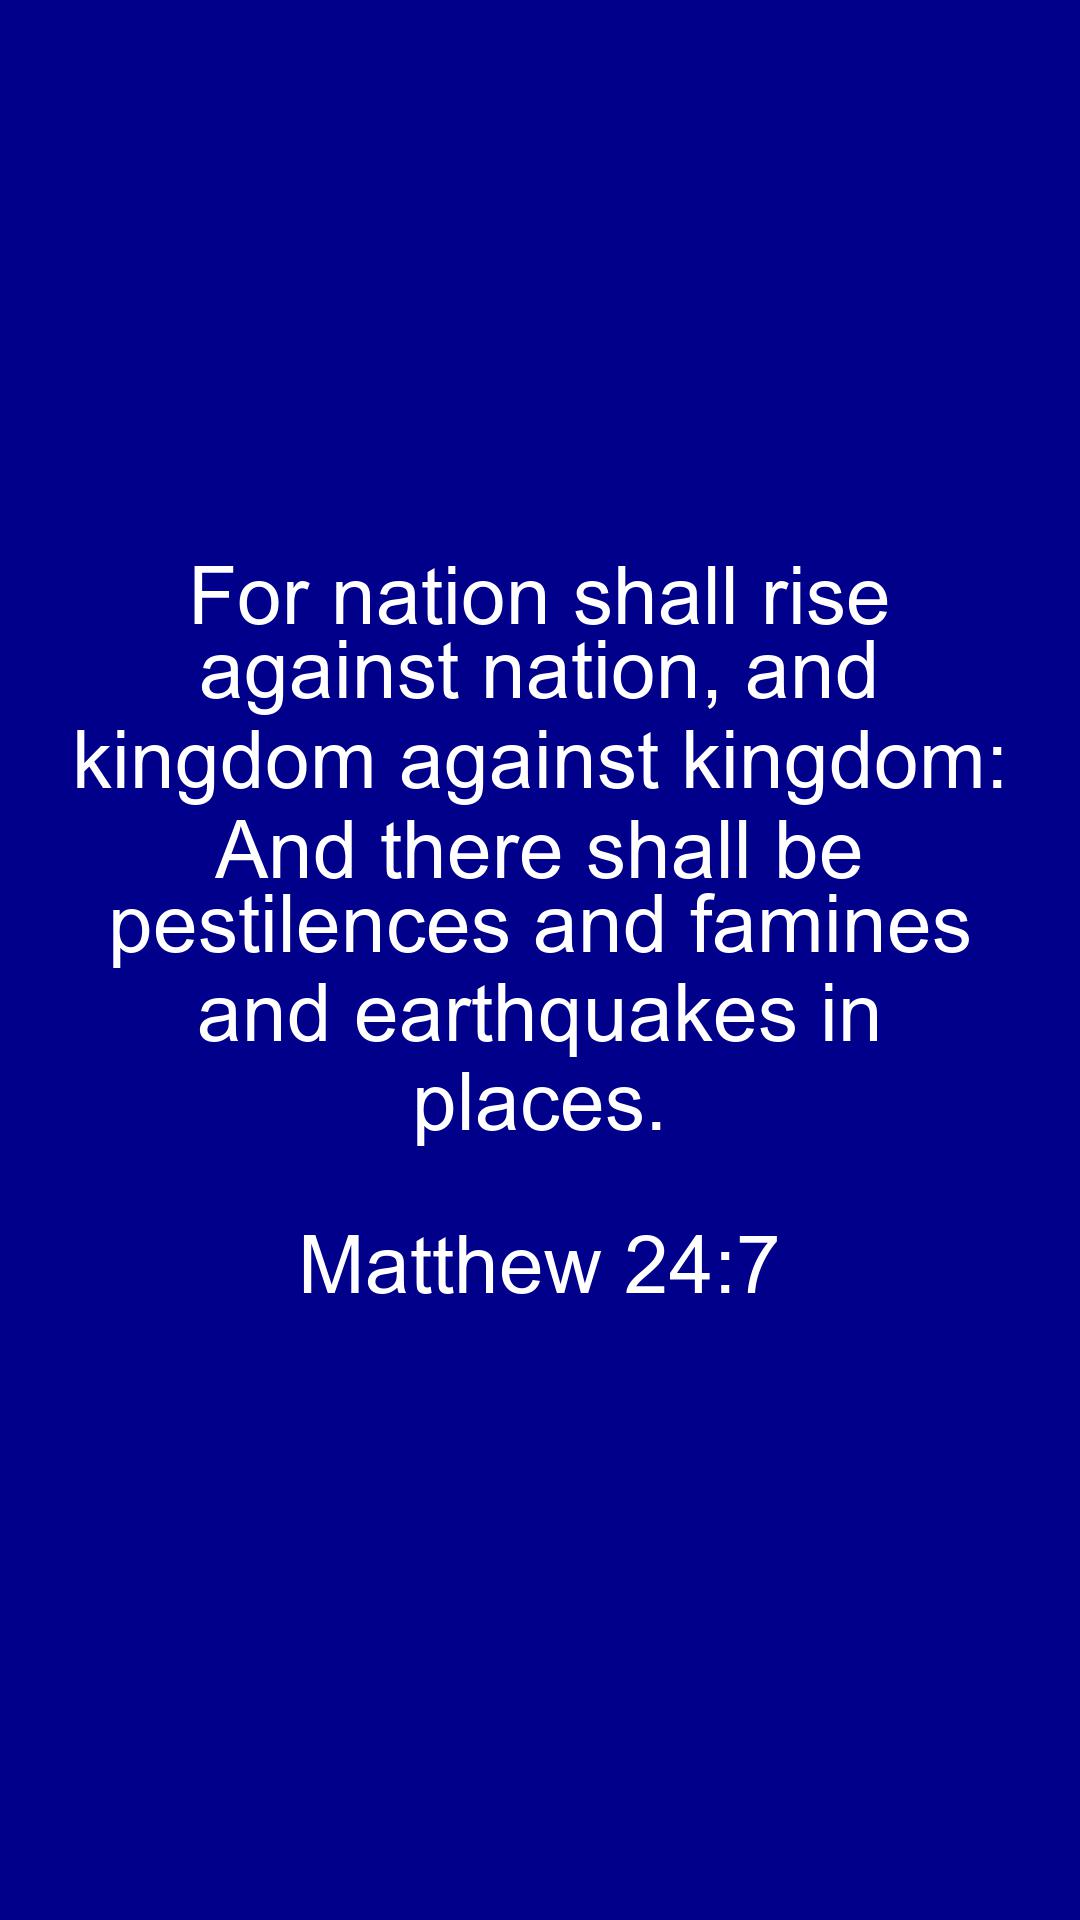 For nation shall rise
against nation, and
kingdom against kingdom:
And there shall be
pestilences and famines
and earthquakes in
places.
Matthew 24:7